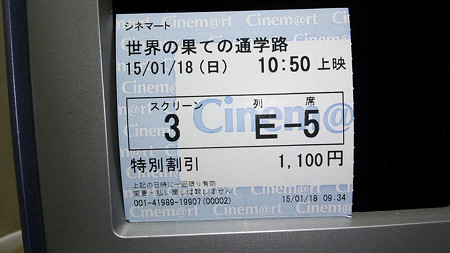 シネマート
世界の果ての通学路
15/01/18(日) 10:50 上映
スクリーン 列 席
3 E-5
特別割引 1,100円
上記の日時に一回限り有効
変更・払い戻しは致しません
001-41989-19907(00002) 15/01/18 09:34
Cinem@rt